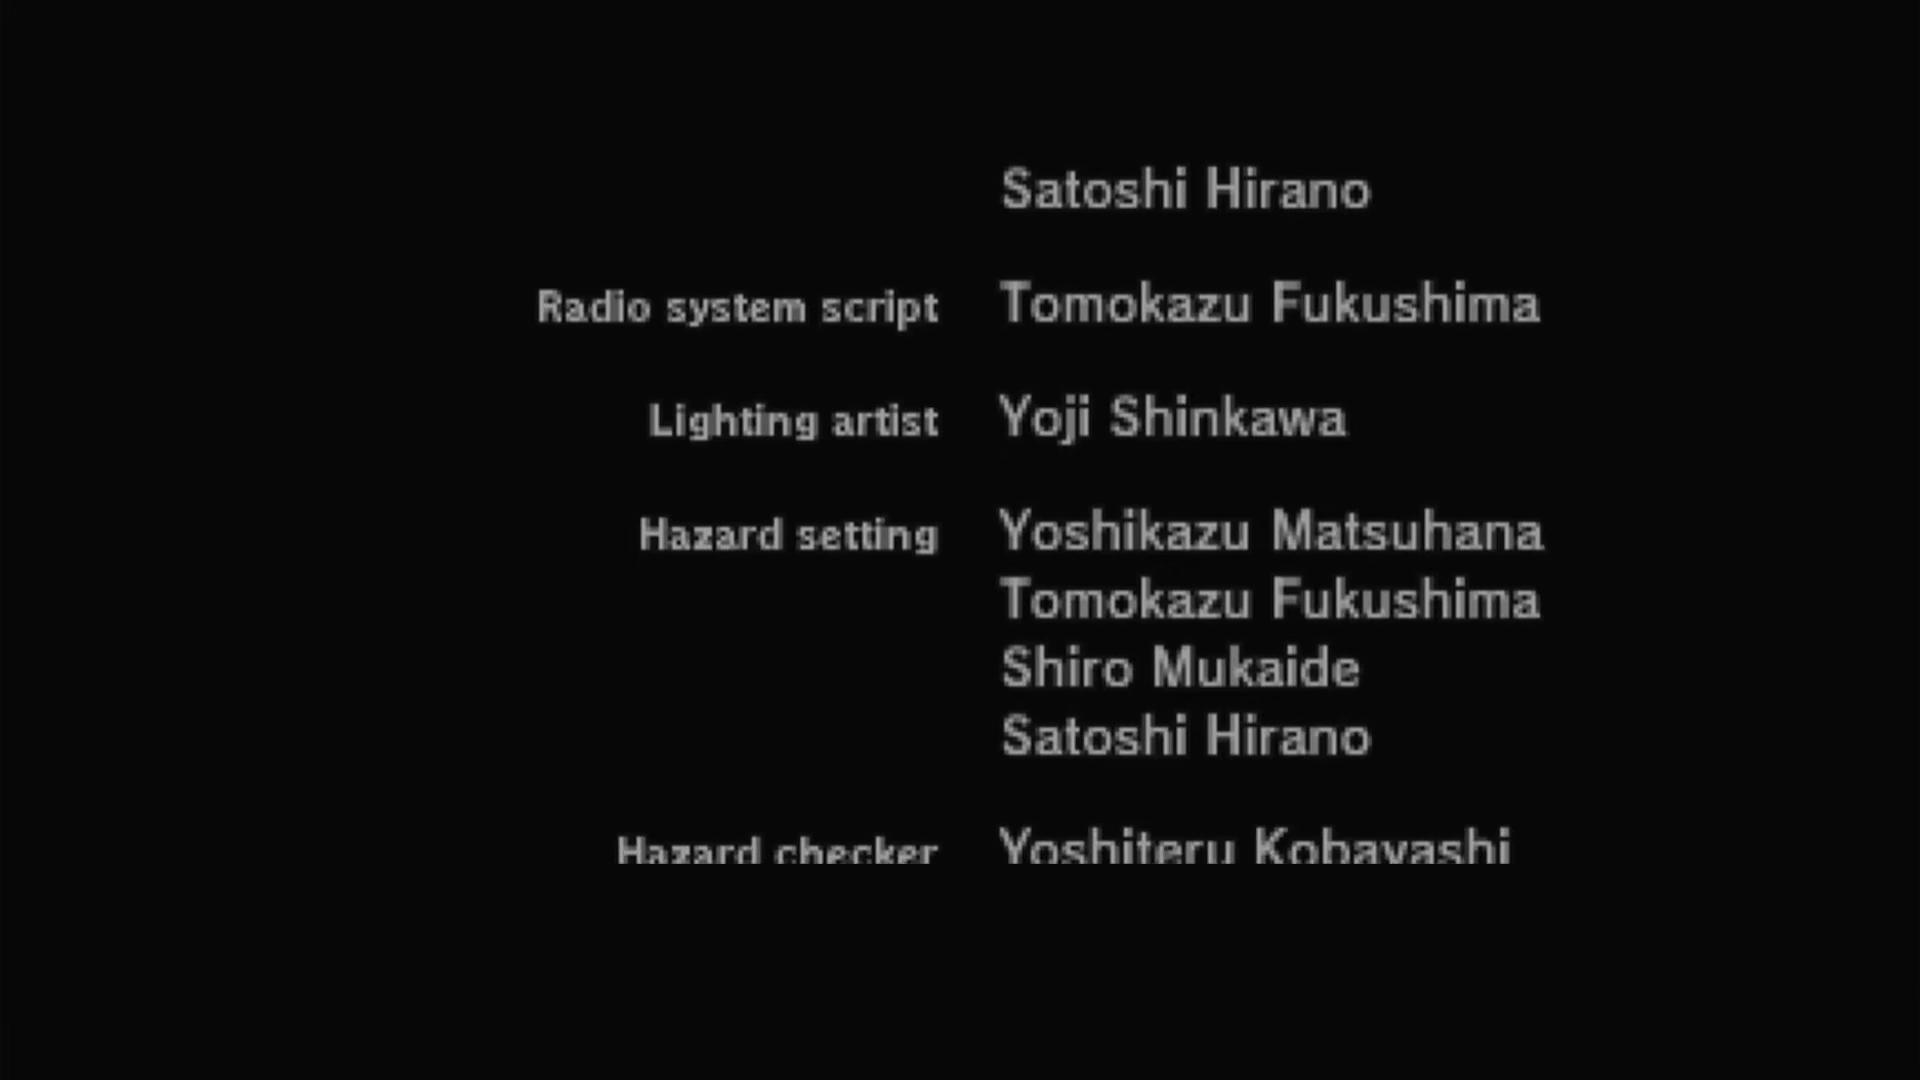 Satoshi Hirano
Radio system script Tomokazu Fukushima
Lighting artist Yoji Shinkawa
Hazard setting Yoshikazu Matsuhana
Tomokazu Fukushima
Shiro Mukaide
Satoshi Hirano
Hazard checker Yoshiteru Kobayashi